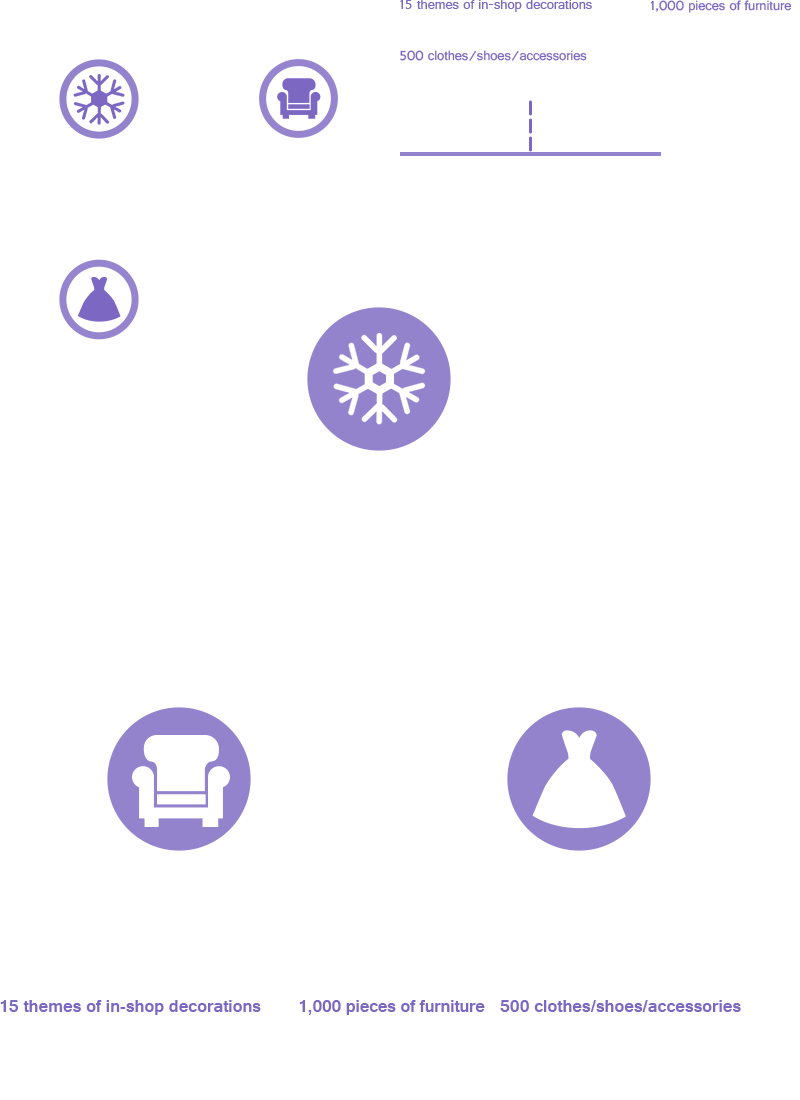 15 themes of in-shop decorations
1,000 pieces of furniture
500 clothes/shoes/accessories
15 themes of in-shop decorations
1,000 pieces of furniture
500 clothes/shoes/accessories